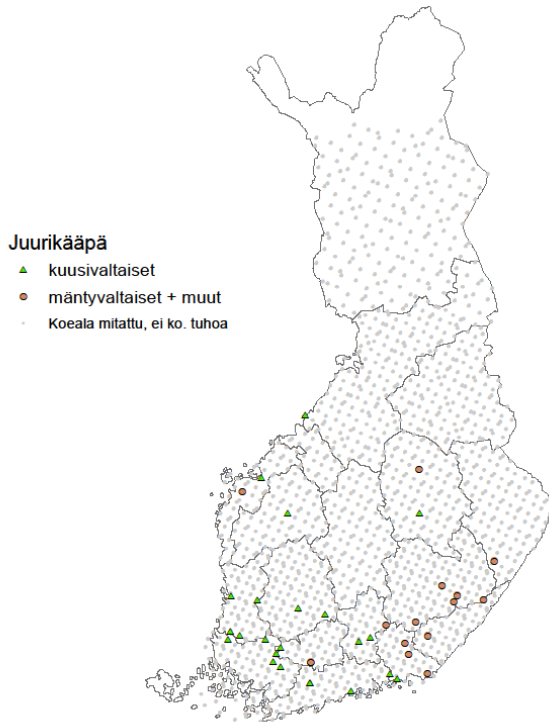 Juurikääpä
kuusivaltaiset
mäntyvaltaiset + muut
Koeala mitattu, ei ko. tuhoa